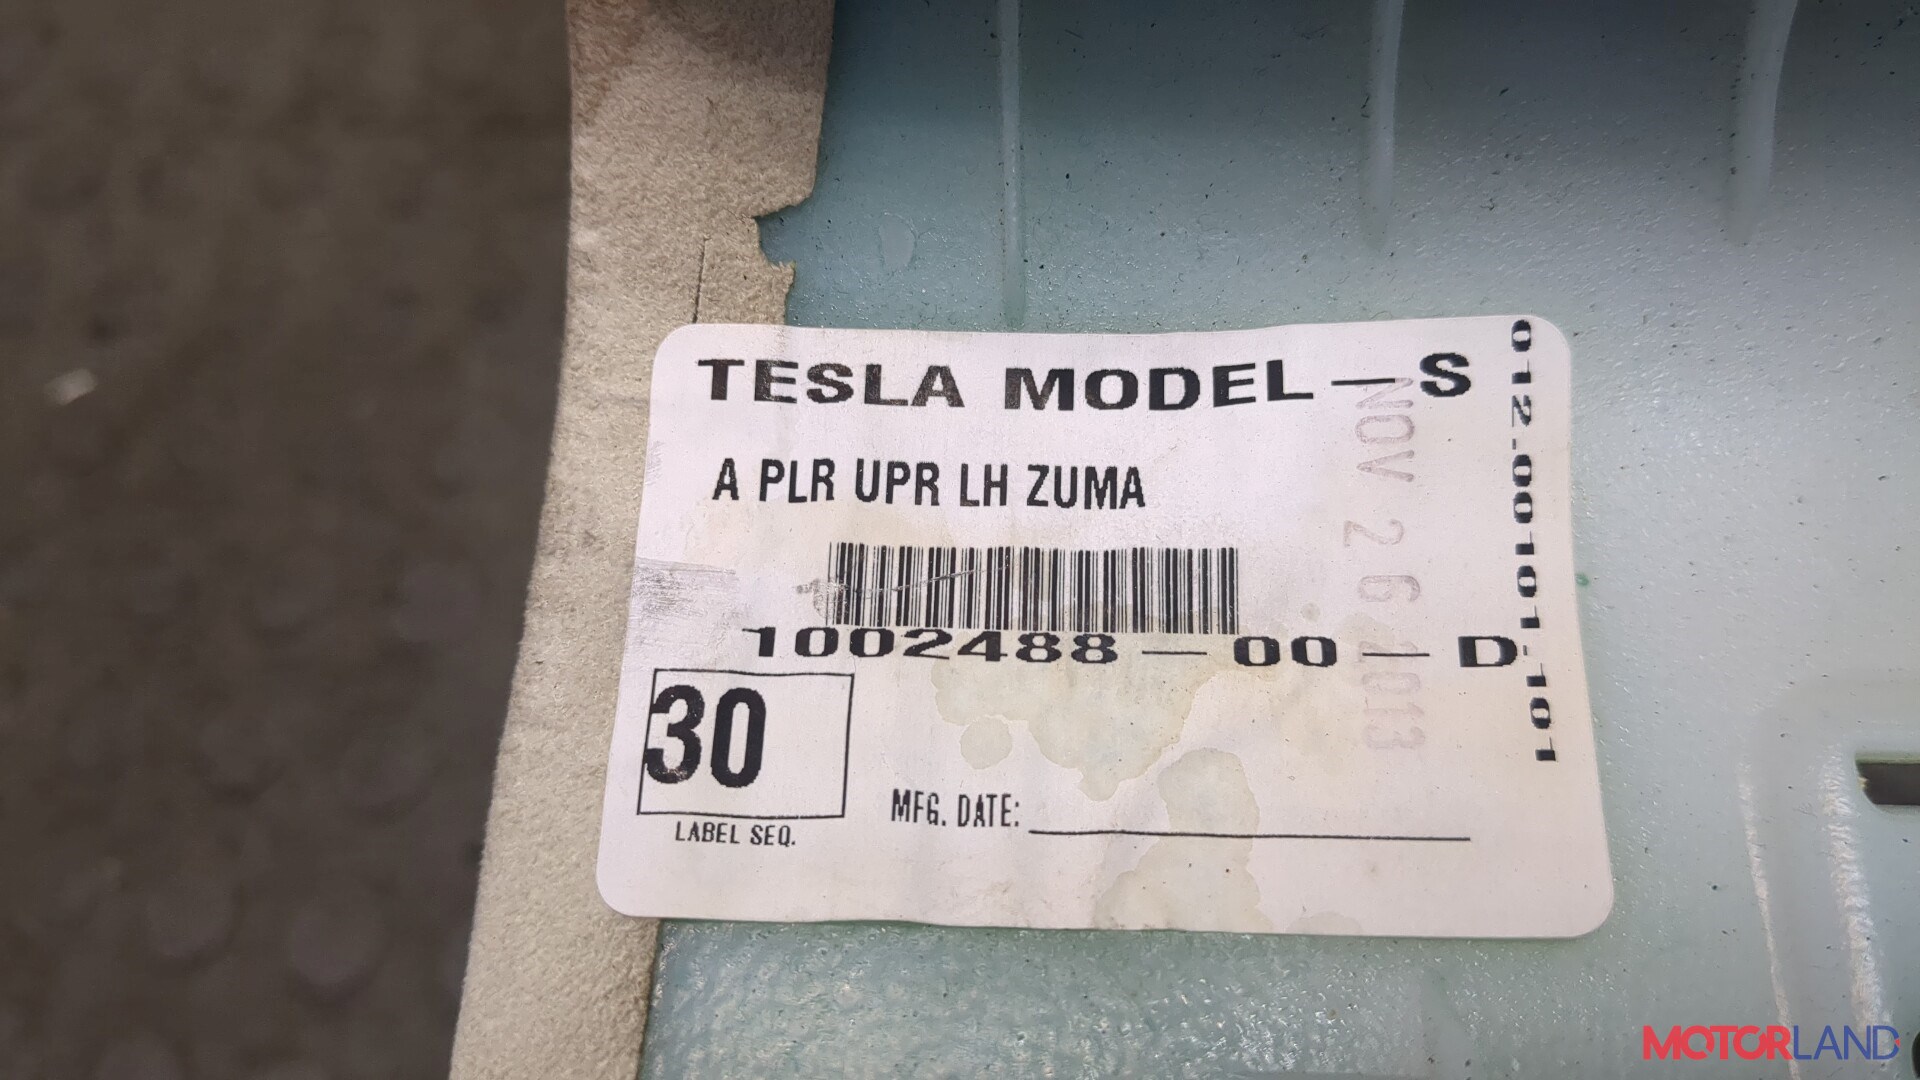 TESLA MODEL-S
A PLR UPR LH ZUMA
1002488-00-D
30
LABEL SEQ.
MFG. DATE:
NOV 26 2013
012.00101.101
MOTORLAND